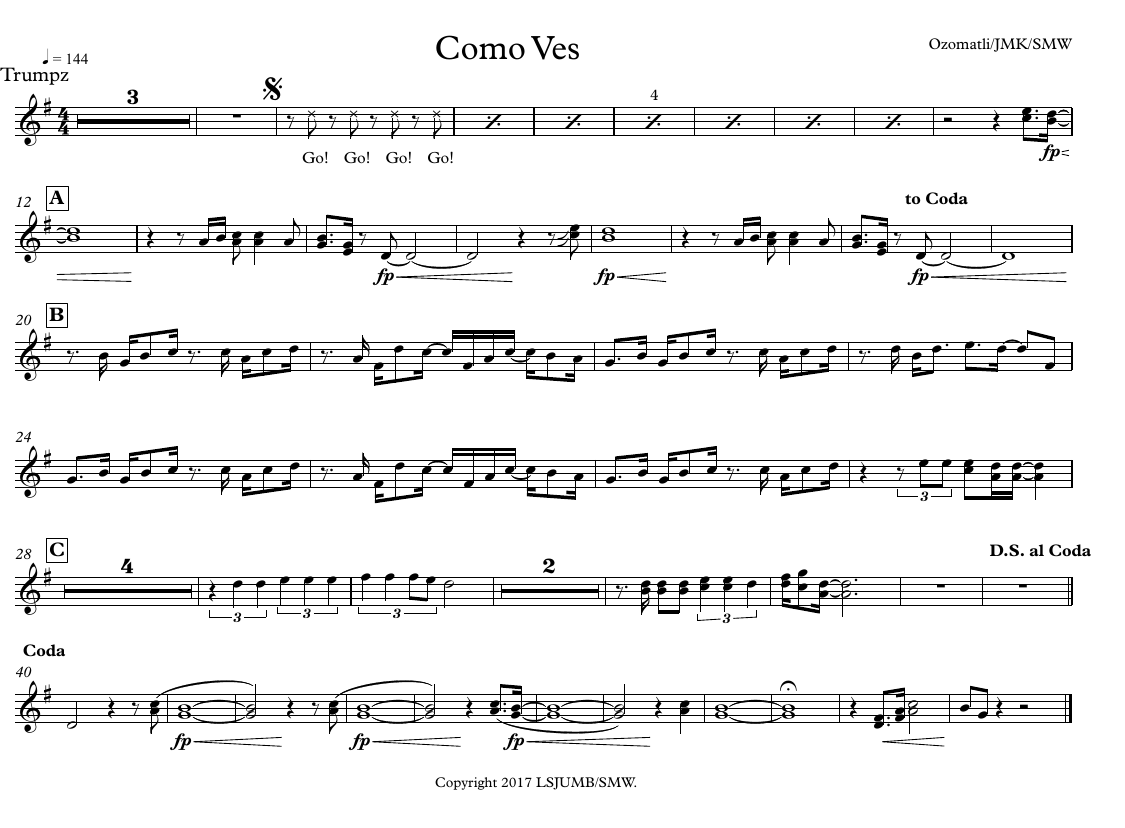 Como Ves
Ozomatli/JMK/SMW
♩ = 144
Trumpz
3
4
4
4
Go! Go! Go! Go!
fp
12 A
to Coda
fp fp fp
20 B
24
3
28 C
D.S. al Coda
4 2
3 3 3 3
Coda
40
fp fp fp
Copyright 2017 LSJUMB/SMW.